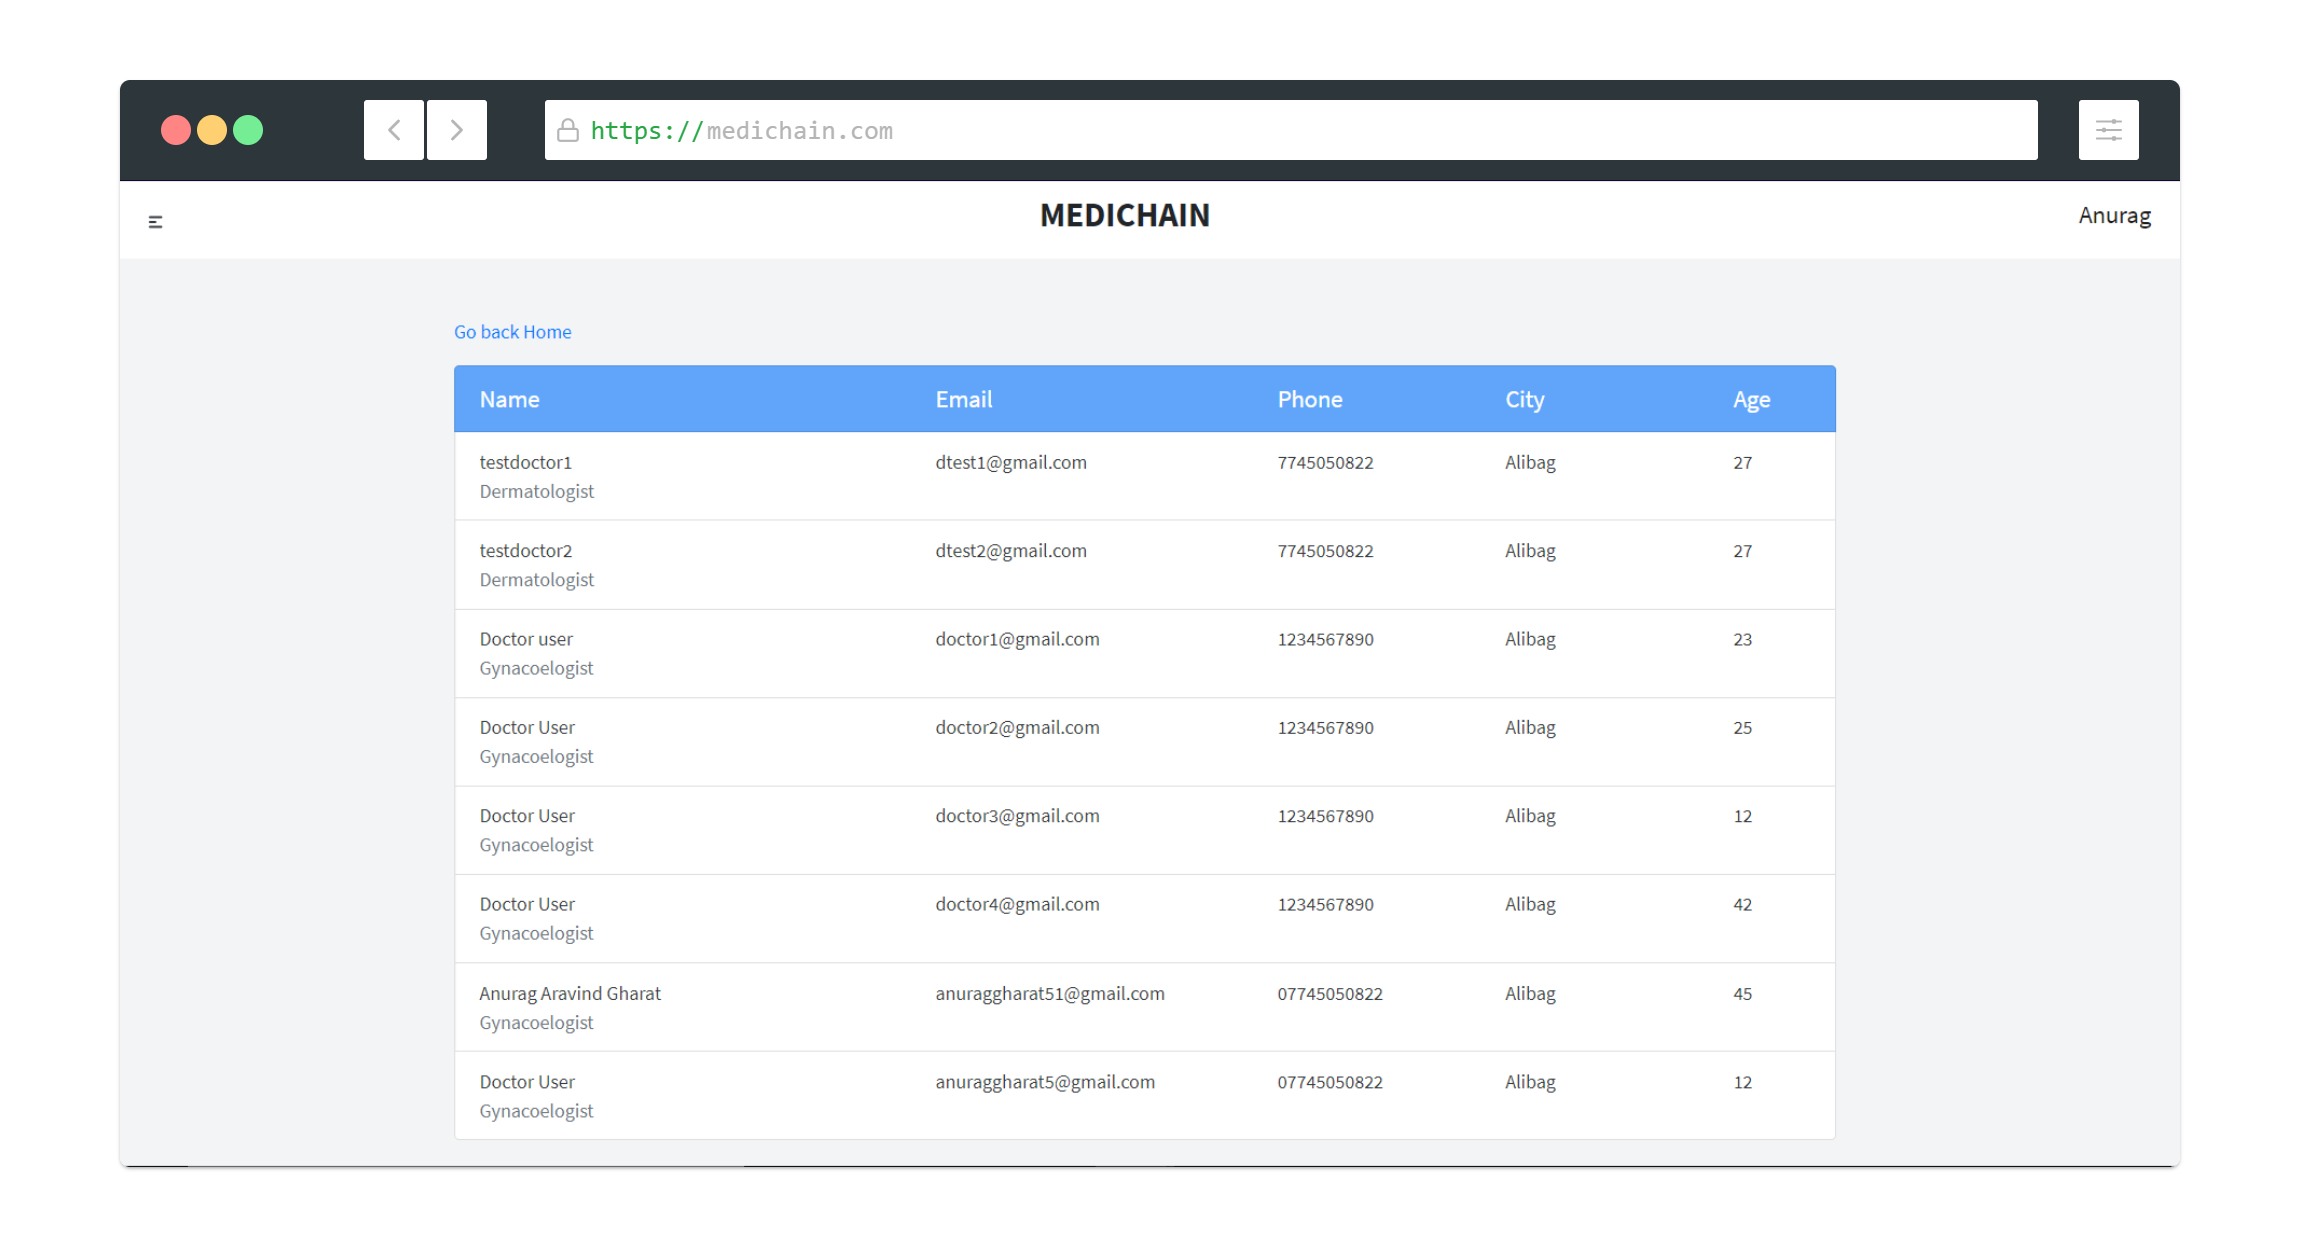 https://medichain.com
MEDICHAIN
Anurag
Go back Home
Name Email Phone City Age
testdoctor1 dtest1@gmail.com 7745050822 Alibag 27
Dermatologist
testdoctor2 dtest2@gmail.com 7745050822 Alibag 27
Dermatologist
Doctor user doctor1@gmail.com 1234567890 Alibag 23
Gynacoelogist
Doctor User doctor2@gmail.com 1234567890 Alibag 25
Gynacoelogist
Doctor User doctor3@gmail.com 1234567890 Alibag 12
Gynacoelogist
Doctor User doctor4@gmail.com 1234567890 Alibag 42
Gynacoelogist
Anurag Aravind Gharat anuraggharat51@gmail.com 07745050822 Alibag 45
Gynacoelogist
Doctor User anuraggharat5@gmail.com 07745050822 Alibag 12
Gynacoelogist